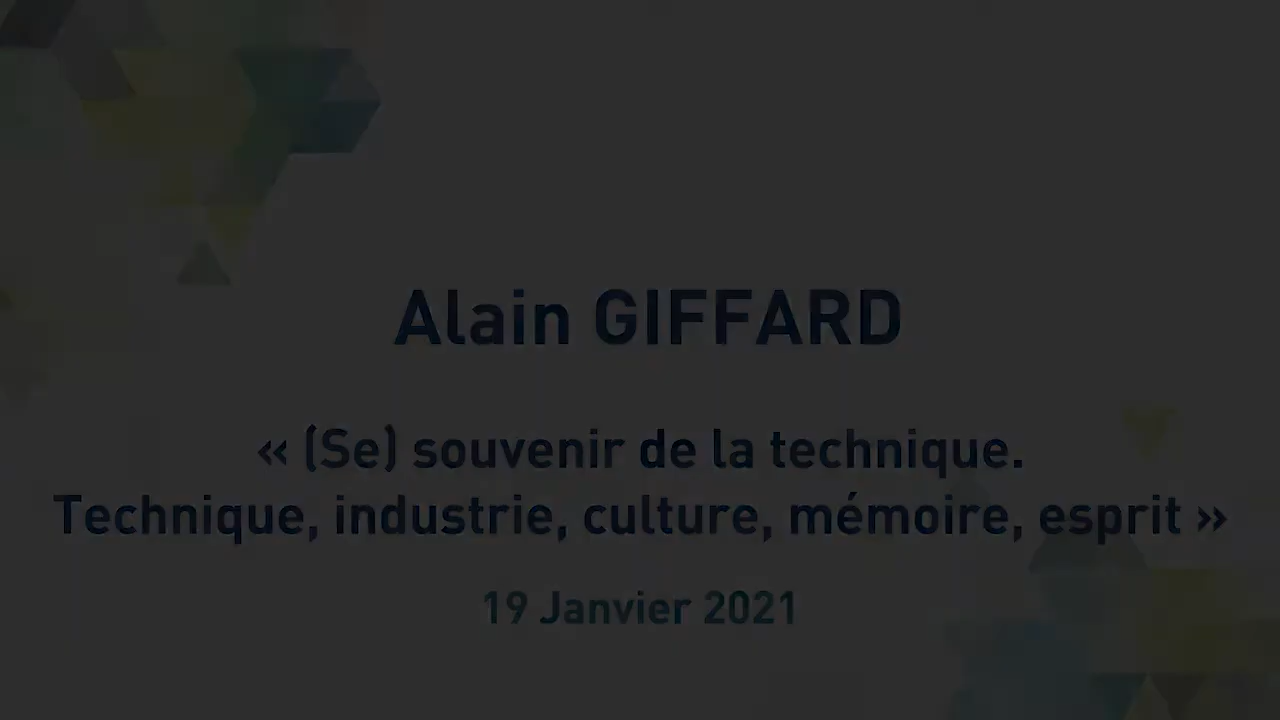 Alain GIFFARD
« (Se) souvenir de la technique.
Technique, industrie, culture, mémoire, esprit »
19 Janvier 2021